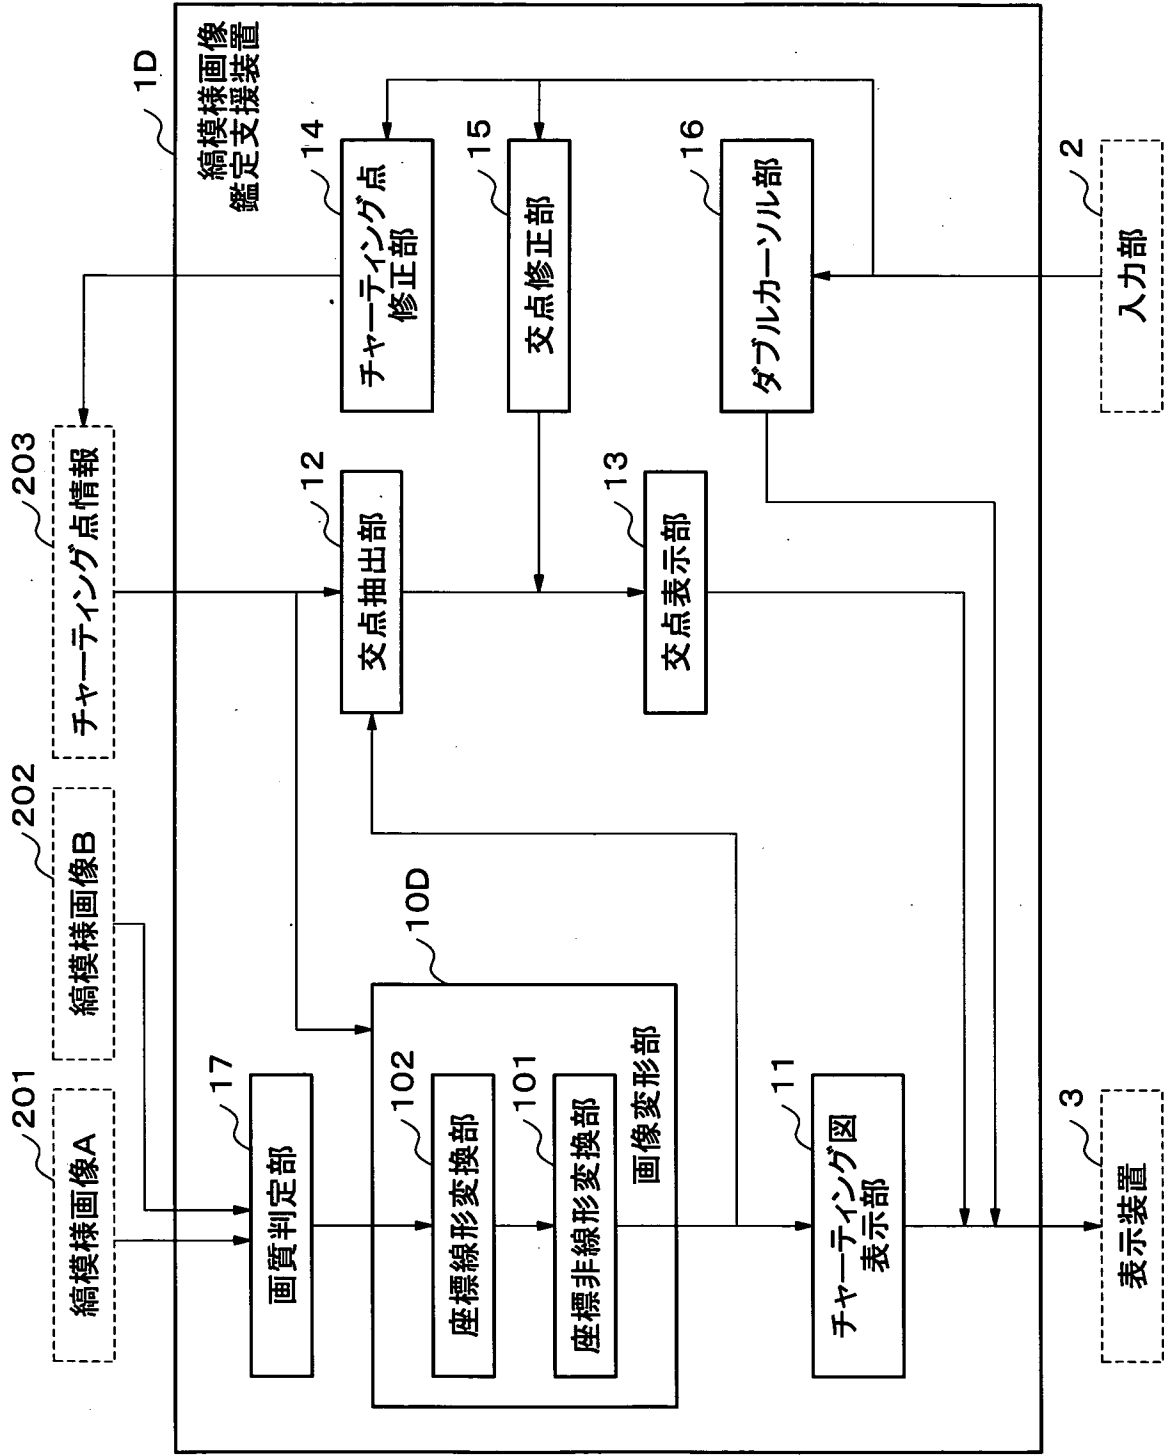 201
縞模様画像A
202
縞模様画像B
203
チャーティング点情報
1D
縞模様画像
鑑定支援装置
17
画質判定部
10D
102
座標線形変換部
101
座標非線形変換部
画像変形部
12
交点抽出部
14
チャーティング点
修正部
15
交点修正部
13
交点表示部
16
ダブルカーソル部
11
チャーティング図
表示部
3
表示装置
2
入力部